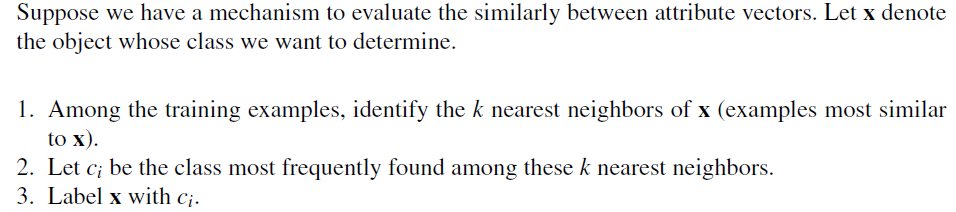 Suppose we have a mechanism to evaluate the similarly between attribute vectors. Let x denote
the object whose class we want to determine.
1. Among the training examples, identify the k nearest neighbors of x (examples most similar
to x).
2. Let ci be the class most frequently found among these k nearest neighbors.
3. Label x with ci.